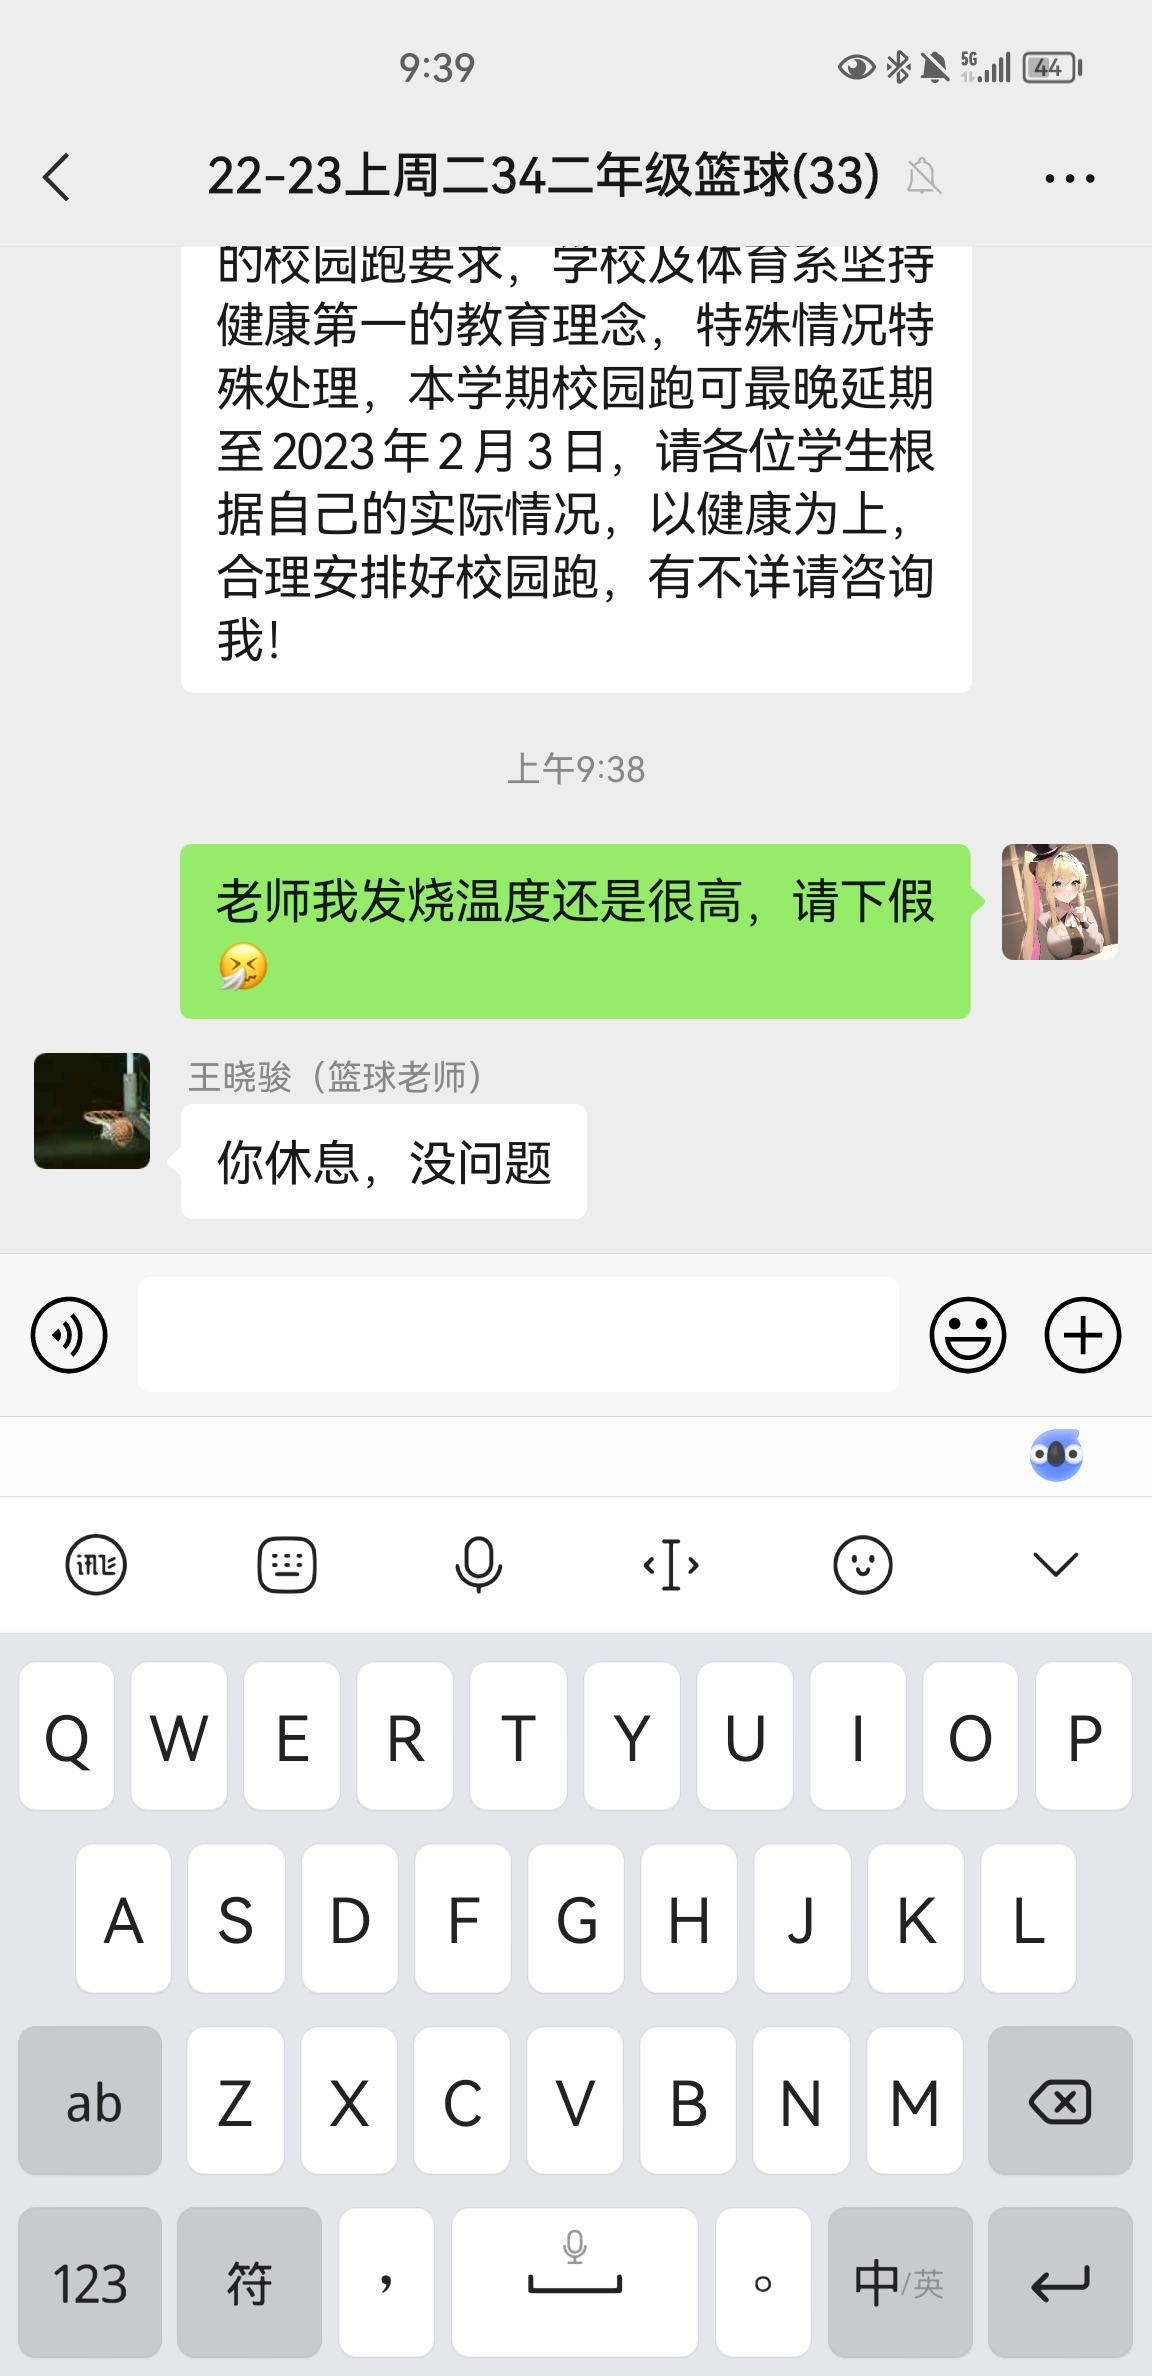 9:39
5G
44
22-23上周二34二年级篮球(33)
的校园跑要求，学校及体育系坚持
健康第一的教育理念，特殊情况特
殊处理，本学期校园跑可最晚延期
至2023年2月3日，请各位学生根
据自己的实际情况，以健康为上，
合理安排好校园跑，有不详请咨询
我！
上午9:38
老师我发烧温度还是很高，请下假
🤧
王晓骏（篮球老师）
你休息，没问题
讯飞
Q W E R T Y U I O P
A S D F G H J K L
ab Z X C V B N M
123 符 ， 。 中/英